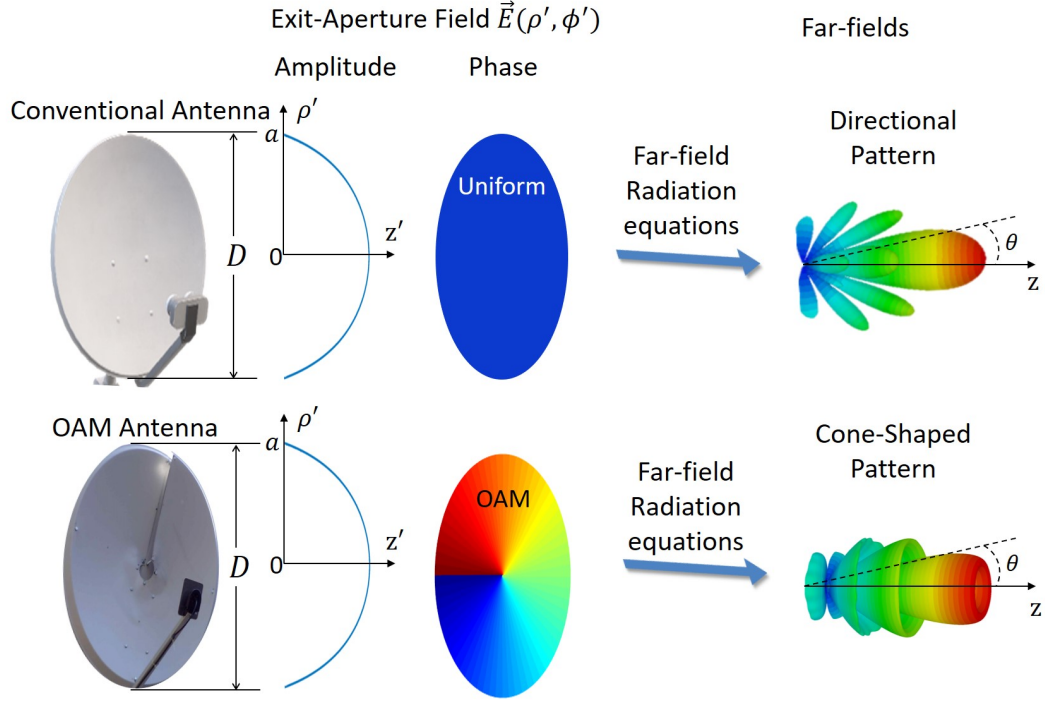 Exit-Aperture Field E⃗(ρ′, ϕ′)
Far-fields
Amplitude
Phase
Conventional Antenna
ρ′
a
D
0
z′
Uniform
Far-field
Radiation
equations
Directional
Pattern
θ
z
OAM Antenna
ρ′
a
D
0
z′
OAM
Far-field
Radiation
equations
Cone-Shaped
Pattern
θ
z